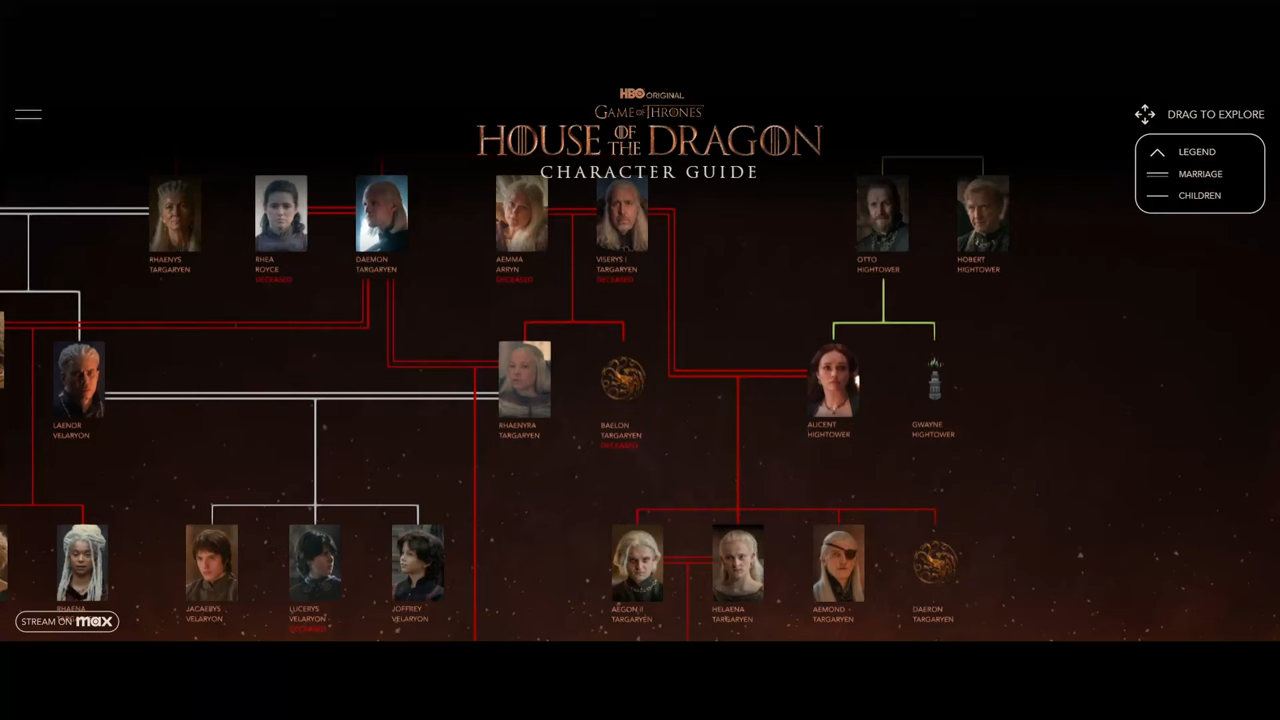 HBO ORIGINAL
GAME OF THRONES
HOUSE OF THE DRAGON
CHARACTER GUIDE
DRAG TO EXPLORE
LEGEND
MARRIAGE
CHILDREN
RHAENYS
TARGARYEN
RHEA
ROYCE
DECEASED
DAEMON
TARGARYEN
AEMMA
ARRYN
DECEASED
VISERYS I
TARGARYEN
DECEASED
OTTO
HIGHTOWER
HOBERT
HIGHTOWER
LAENOR
VELARYON
RHAENYRA
TARGARYEN
BAELON
TARGARYEN
DECEASED
ALICENT
HIGHTOWER
GWAYNE
HIGHTOWER
RHAENA
JACAERYS
VELARYON
LUCERYS
VELARYON
DECEASED
JOFFREY
VELARYON
AEGON II
TARGARYEN
HELAENA
TARGARYEN
AEMOND
TARGARYEN
DAERON
TARGARYEN
STREAM ON max